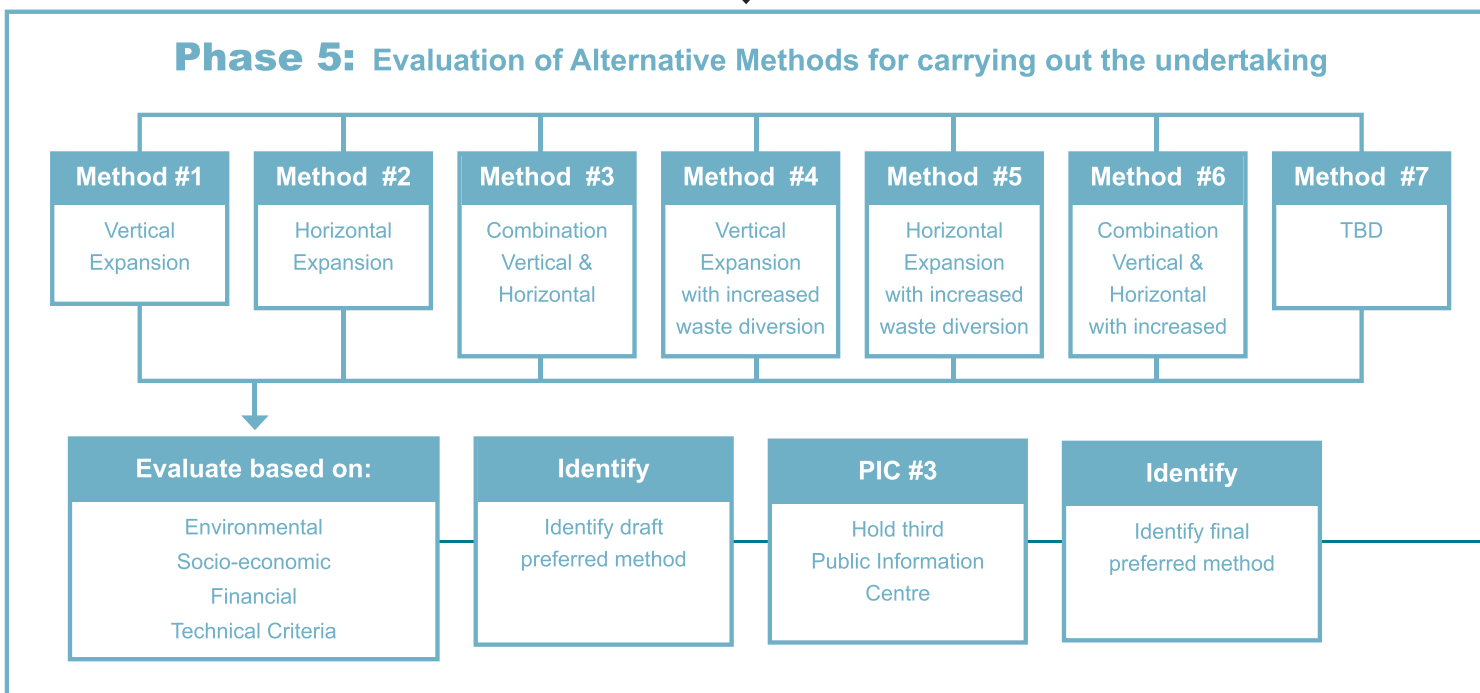 Phase 5: Evaluation of Alternative Methods for carrying out the undertaking
Method #1
Vertical
Expansion
Method #2
Horizontal
Expansion
Method #3
Combination
Vertical &
Horizontal
Method #4
Vertical
Expansion
with increased
waste diversion
Method #5
Horizontal
Expansion
with increased
waste diversion
Method #6
Combination
Vertical &
Horizontal
with increased
Method #7
TBD
Evaluate based on:
Environmental
Socio-economic
Financial
Technical Criteria
Identify
Identify draft
preferred method
PIC #3
Hold third
Public Information
Centre
Identify
Identify final
preferred method